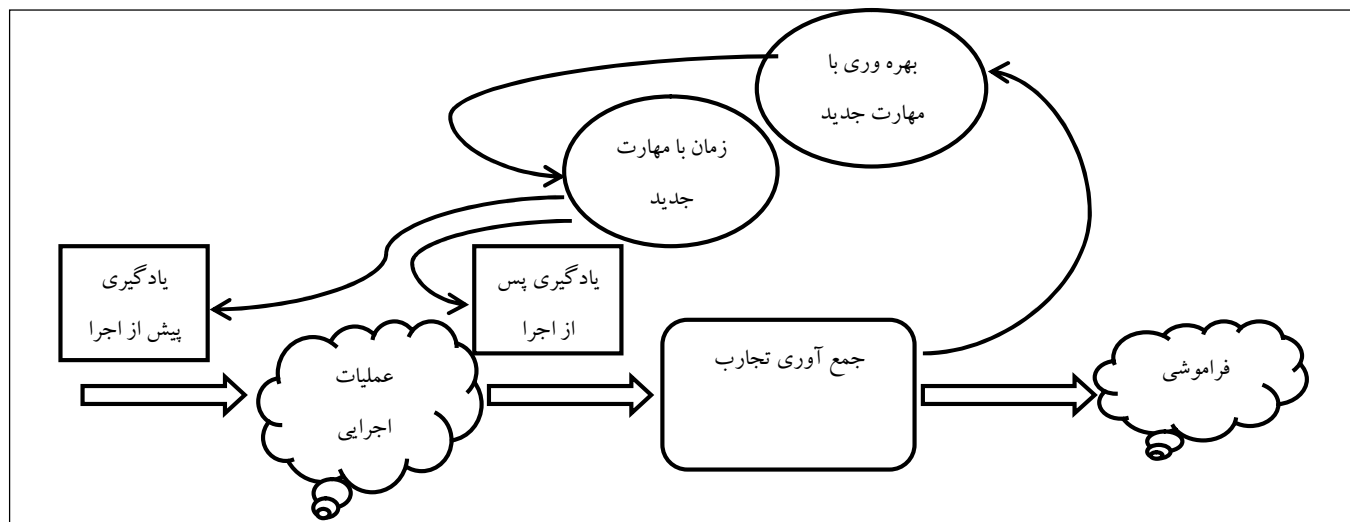 بهره وری با
مهارت جدید
زمان با مهارت
جدید
یادگیری پس
از اجرا
یادگیری
پیش از اجرا
فراموشی
جمع آوری تجارب
عملیات
اجرایی